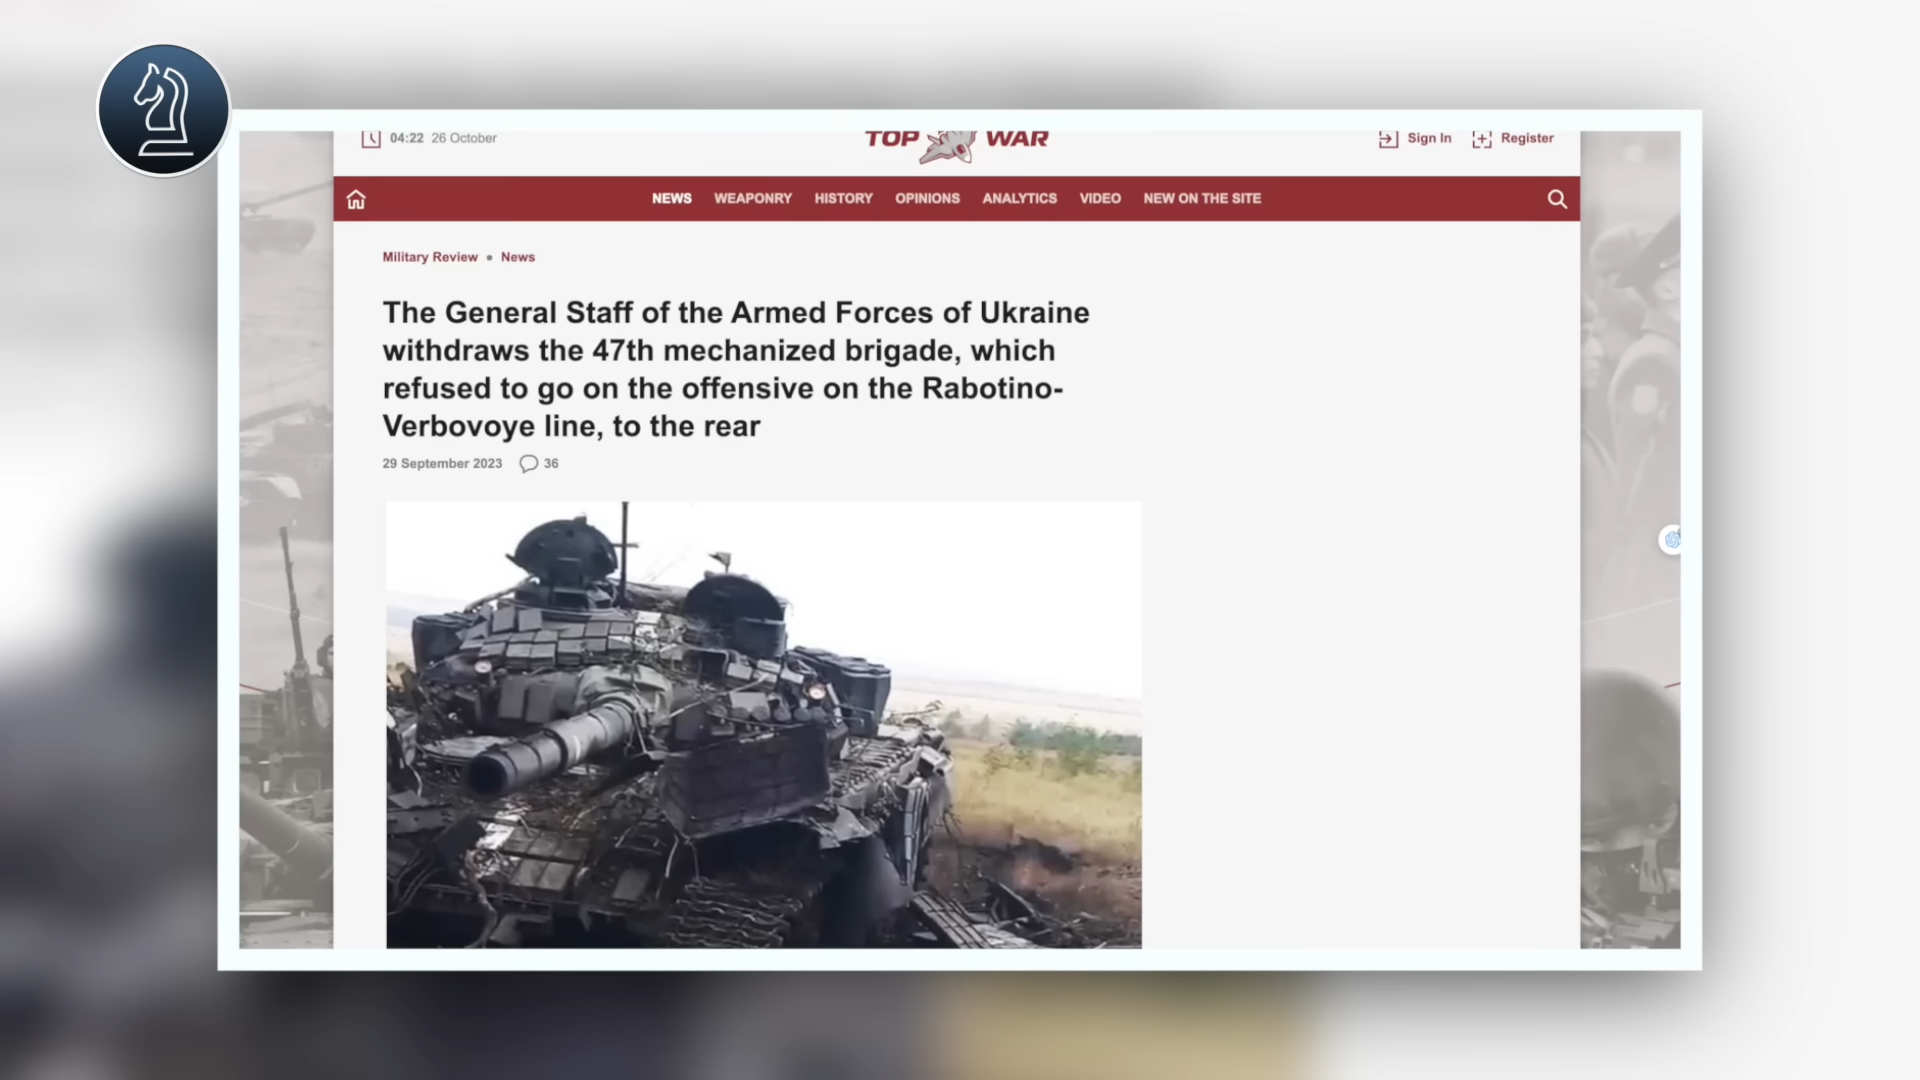 04:22 26 October
TOP WAR
Sign In
Register
NEWS WEAPONRY HISTORY OPINIONS ANALYTICS VIDEO NEW ON THE SITE
Military Review • News
The General Staff of the Armed Forces of Ukraine
withdraws the 47th mechanized brigade, which
refused to go on the offensive on the Rabotino-
Verbovoye line, to the rear
29 September 2023 36